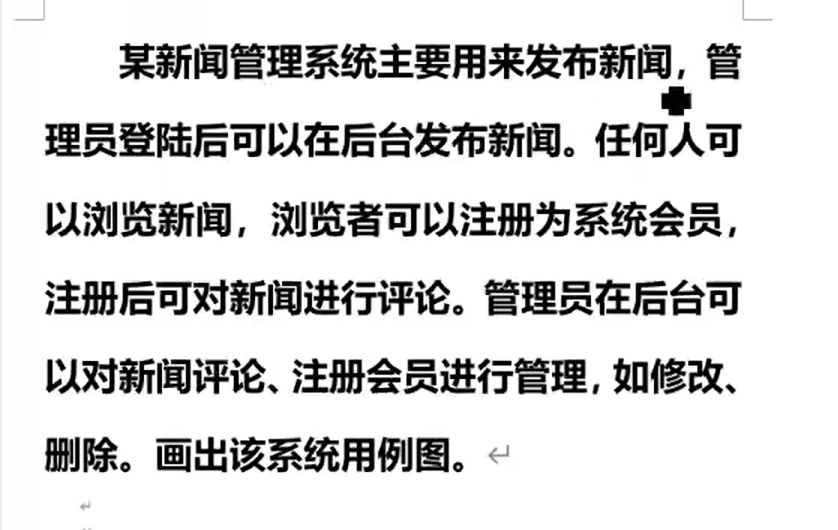 某新闻管理系统主要用来发布新闻，管
理员登陆后可以在后台发布新闻。任何人可
以浏览新闻，浏览者可以注册为系统会员，
注册后可对新闻进行评论。管理员在后台可
以对新闻评论、注册会员进行管理，如修改、
删除。画出该系统用例图。